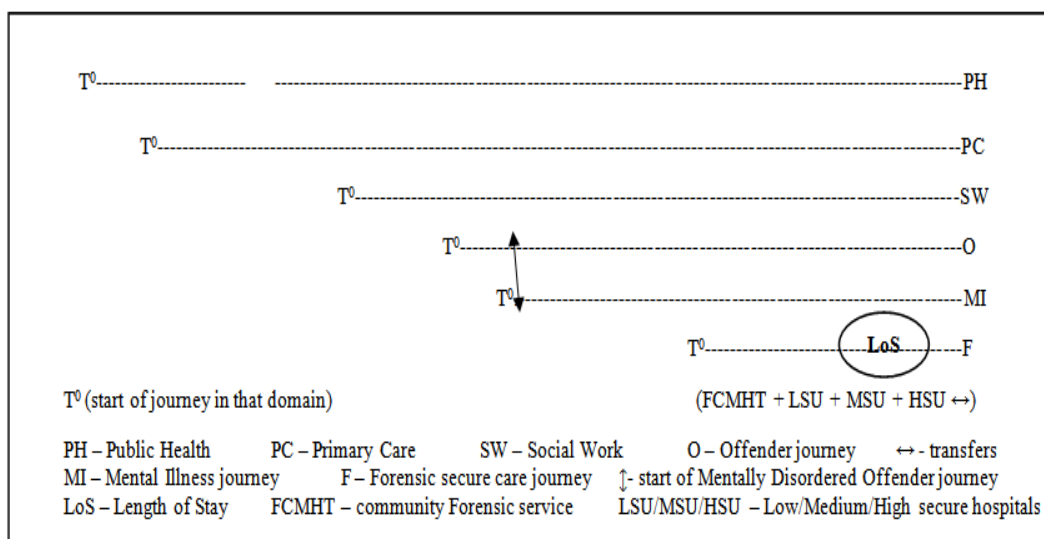 T⁰-------------------- ---------------------------------------------------------------------PH
T⁰---------------------------------------------------------------------PC
T⁰---------------------------------------------------------------------SW
T⁰---------------------------------------------------------------------O
T⁰---------------------------------------------------------------------MI
T⁰--------------------LoS--------F
T⁰ (start of journey in that domain) (FCMHT + LSU + MSU + HSU ↔)
PH – Public Health PC – Primary Care SW – Social Work O – Offender journey ↔ - transfers
MI – Mental Illness journey F – Forensic secure care journey ↕- start of Mentally Disordered Offender journey
LoS – Length of Stay FCMHT – community Forensic service LSU/MSU/HSU – Low/Medium/High secure hospitals